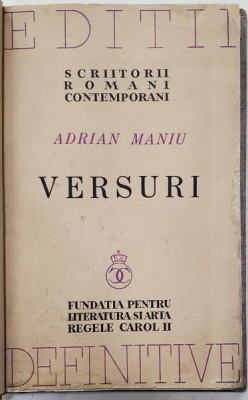 EDITII
SCRIITORII
ROMANI
CONTEMPORANI
ADRIAN MANIU
VERSURI
FUNDATIA PENTRU
LITERATURA SI ARTA
REGELE CAROL II
DEFINITIVE